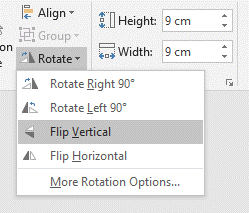 Align
Height: 9 cm
Group
on
Width: 9 cm
Rotate
Rotate Right 90°
Rotate Left 90°
Flip Vertical
Flip Horizontal
More Rotation Options...